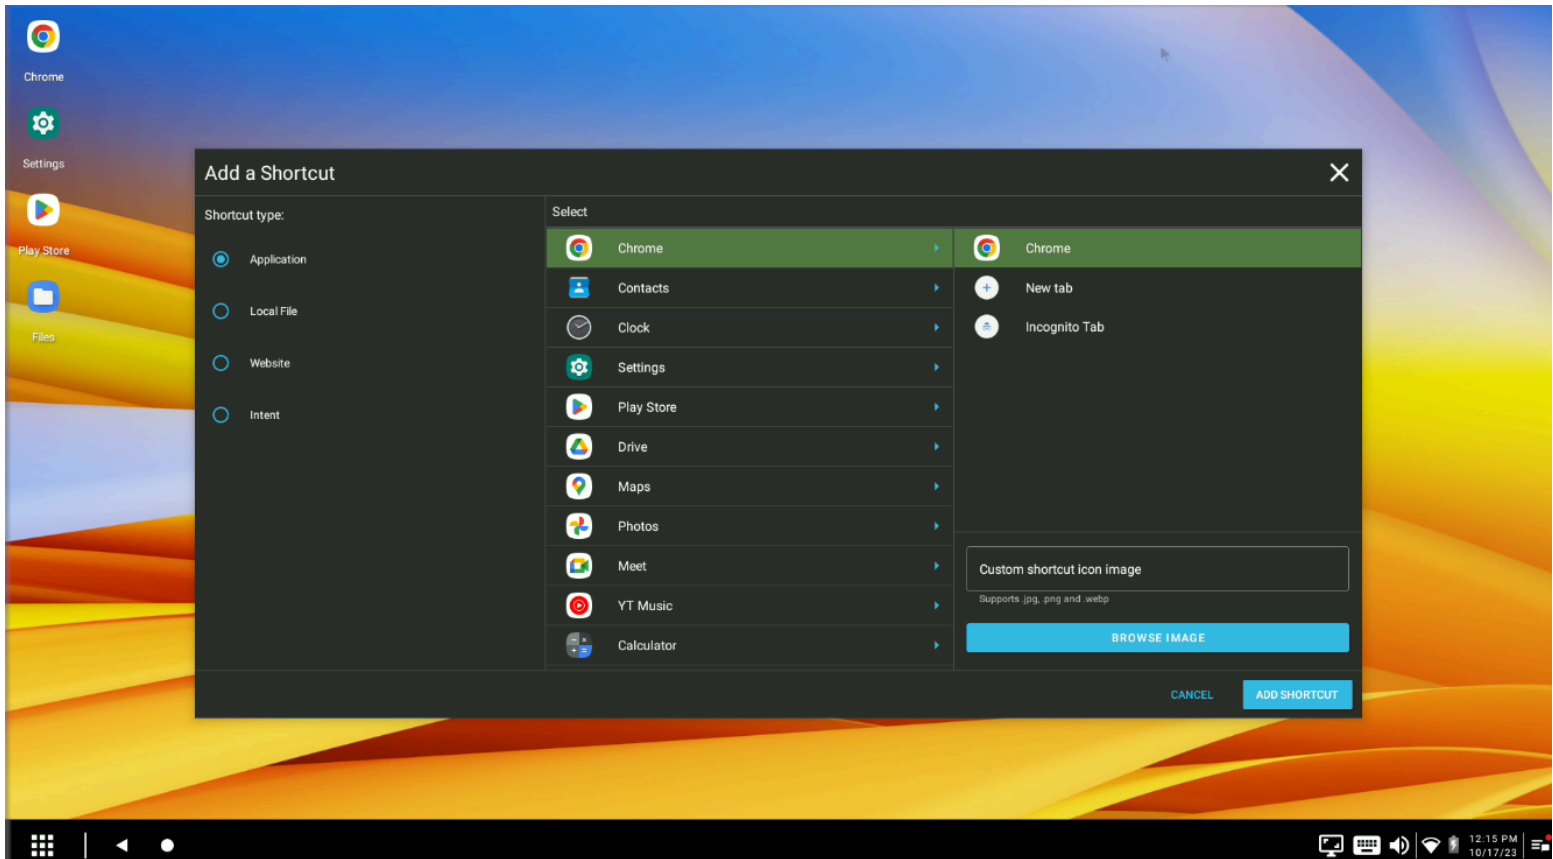 Chrome
Settings
Play Store
Files
Add a Shortcut
Shortcut type:
Application
Local File
Website
Intent
Select
Chrome
Contacts
Clock
Settings
Play Store
Drive
Maps
Photos
Meet
YT Music
Calculator
Chrome
New tab
Incognito Tab
Custom shortcut icon image
Supports .jpg, .png and .webp
BROWSE IMAGE
CANCEL
ADD SHORTCUT
12:15 PM
10/17/23